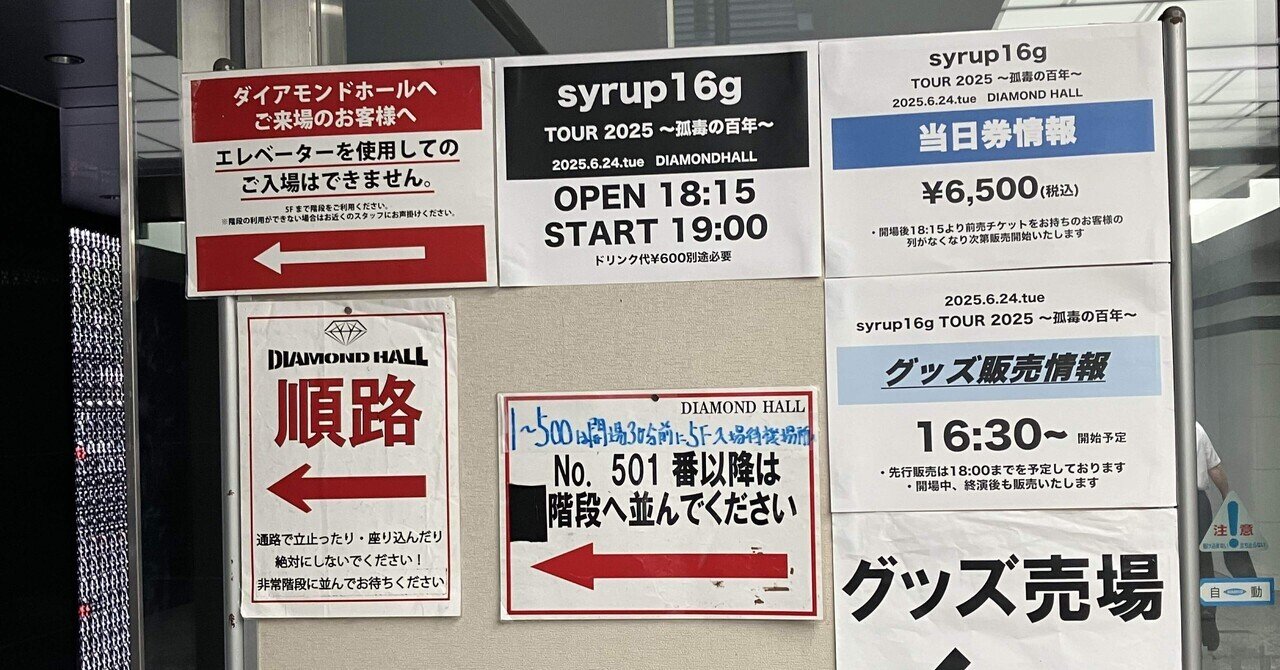 ダイアモンドホールへ
ご来場のお客様へ
エレベーターを使用しての
ご入場はできません。
5Fまで階段をご利用ください。
※階段の利用ができない場合はお近くのスタッフにお声掛けください。
syrup16g
TOUR 2025 〜孤毒の百年〜
2025.6.24.tue DIAMONDHALL
OPEN 18:15
START 19:00
ドリンク代¥600別途必要
syrup16g
TOUR 2025 〜孤毒の百年〜
2025.6.24.tue DIAMOND HALL
当日券情報
¥6,500(税込)
・開場後18:15より前売チケットをお持ちのお客様の
列がなくなり次第販売開始いたします
DIAMOND HALL
順路
通路で立止ったり・座り込んだり
絶対にしないでください！
非常階段に並んでお待ちください
DIAMOND HALL
1〜500は開場30分前に5F入場待機場所
No. 501 番以降は
階段へ並んでください
2025.6.24.tue
syrup16g TOUR 2025 〜孤毒の百年〜
グッズ販売情報
16:30~ 開始予定
・先行販売は18:00までを予定しております
・開場中、終演後も販売いたします
グッズ売場
注意
自動